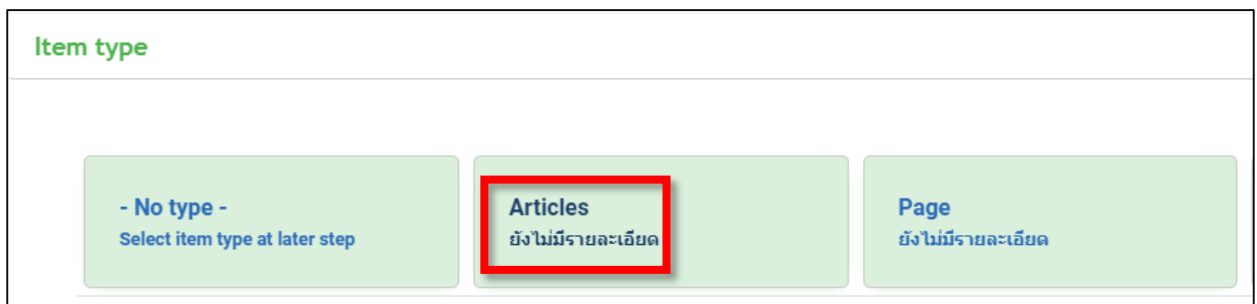 Item type
- No type -
Select item type at later step
Articles
ยังไม่มีรายละเอียด
Page
ยังไม่มีรายละเอียด